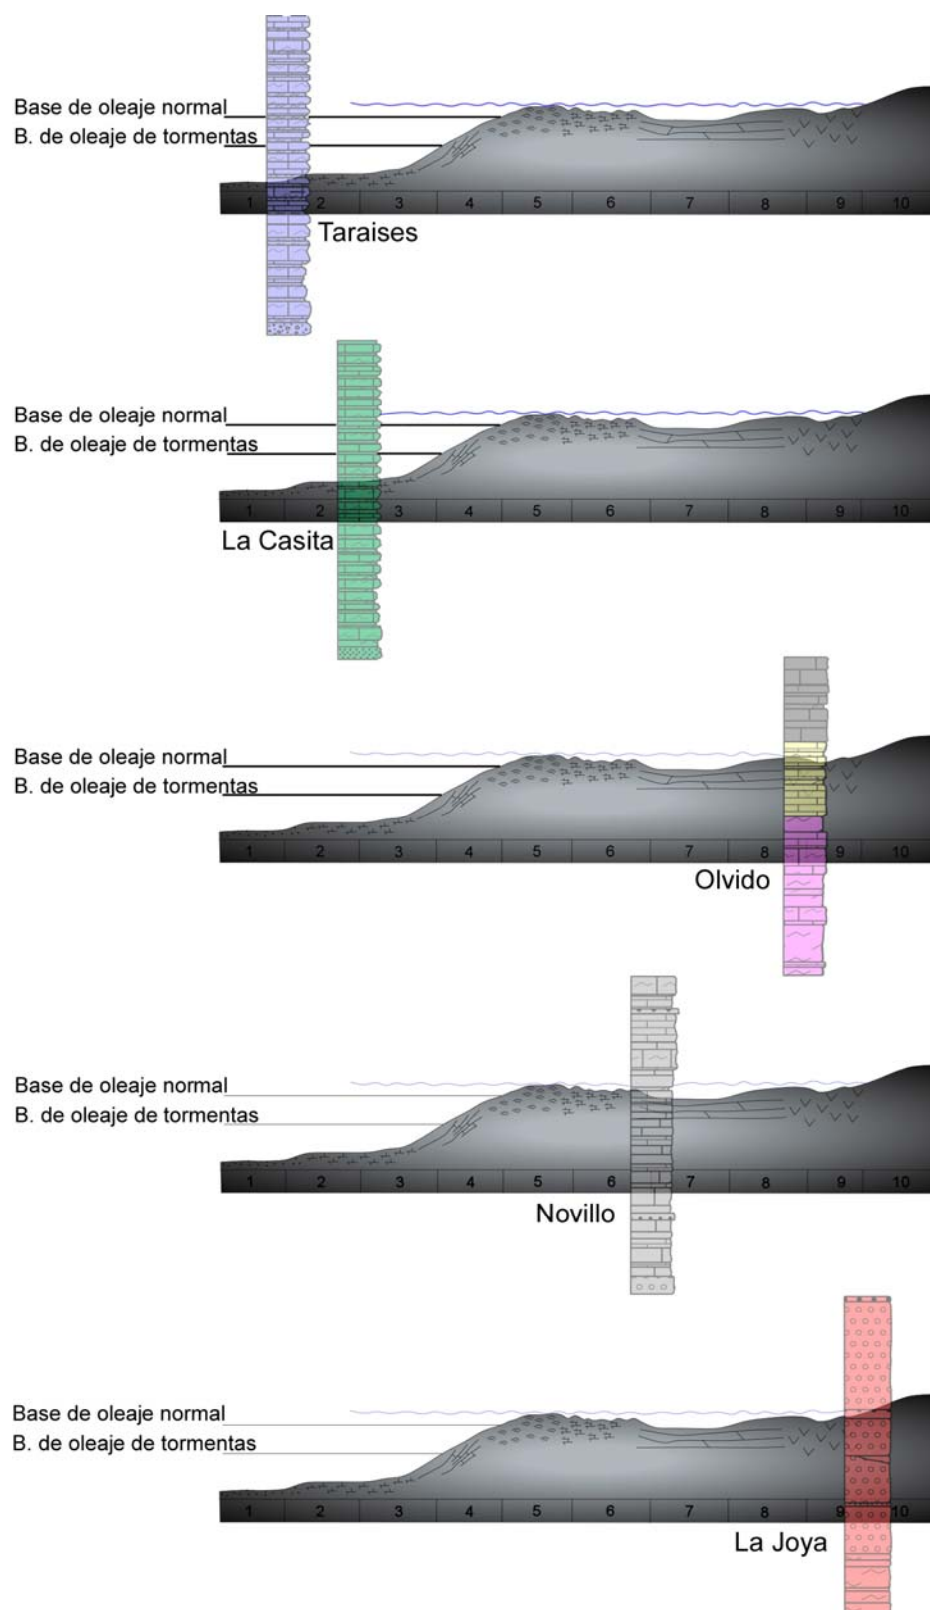 Base de oleaje normal
B. de oleaje de tormentas
1 2 3 4 5 6 7 8 9 10
Taraises
Base de oleaje normal
B. de oleaje de tormentas
1 2 3 4 5 6 7 8 9 10
La Casita
Base de oleaje normal
B. de oleaje de tormentas
1 2 3 4 5 6 7 8 9 10
Olvido
Base de oleaje normal
B. de oleaje de tormentas
1 2 3 4 5 6 7 8 9 10
Novillo
Base de oleaje normal
B. de oleaje de tormentas
1 2 3 4 5 6 7 8 9 10
La Joya